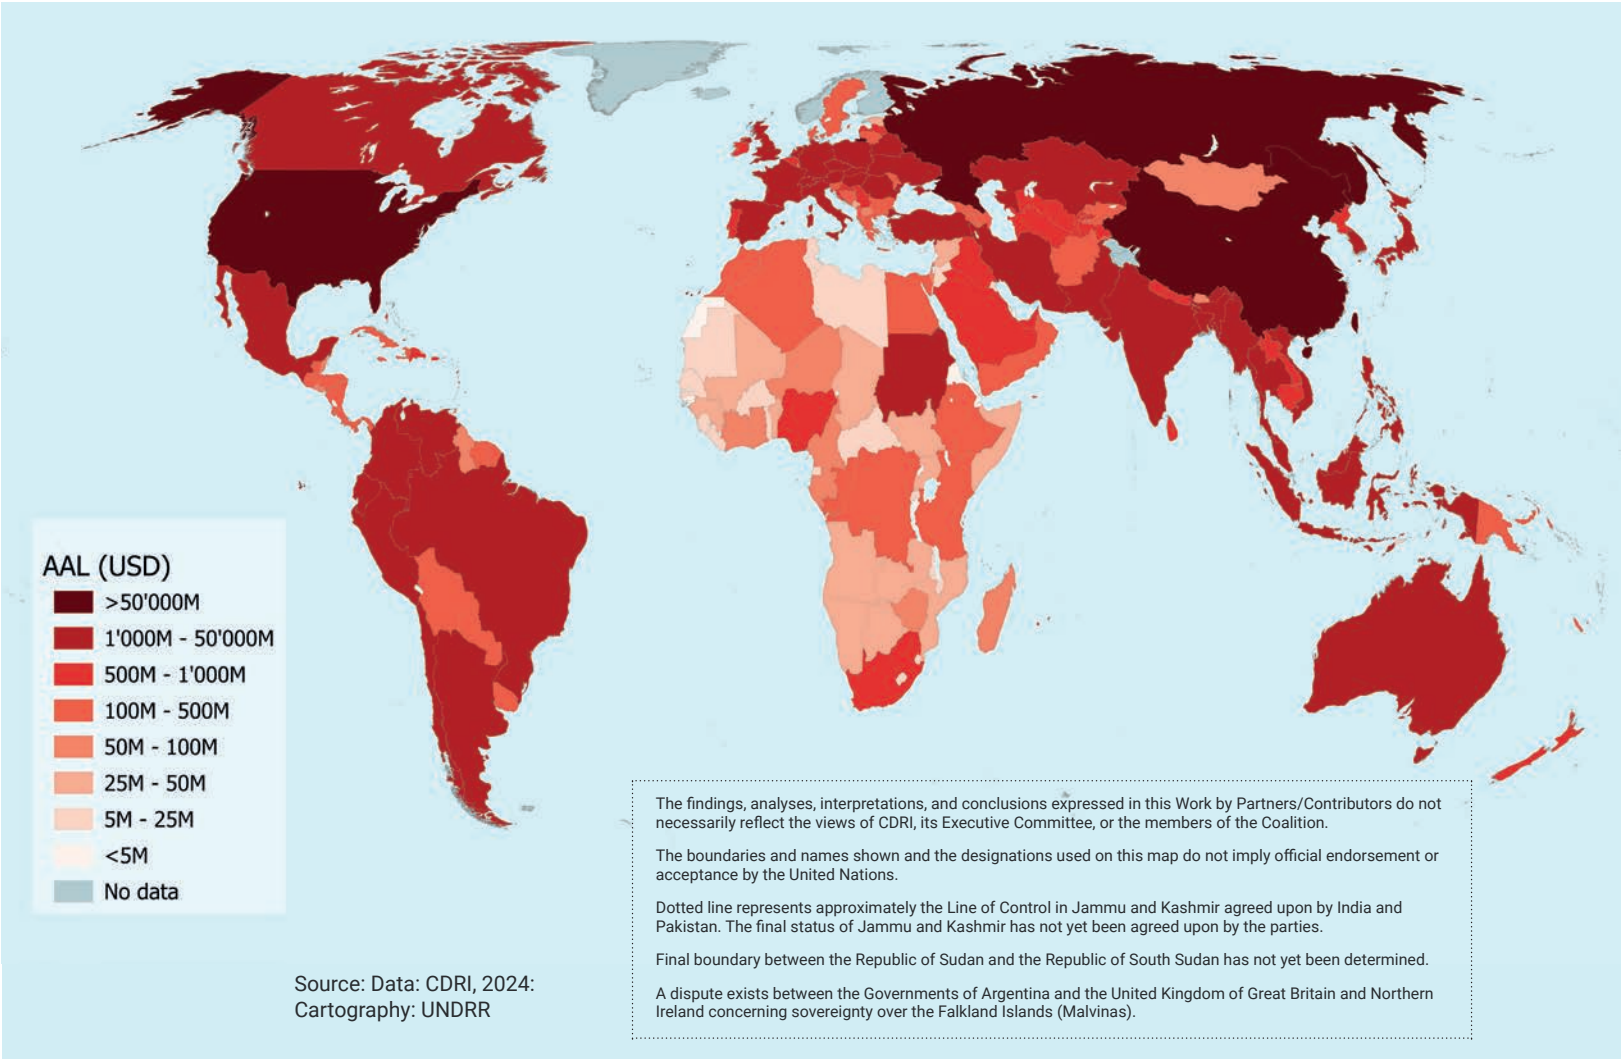 AAL (USD)
>50'000M
1'000M - 50'000M
500M - 1'000M
100M - 500M
50M - 100M
25M - 50M
5M - 25M
<5M
No data
Source: Data: CDRI, 2024:
Cartography: UNDRR
The findings, analyses, interpretations, and conclusions expressed in this Work by Partners/Contributors do not
necessarily reflect the views of CDRI, its Executive Committee, or the members of the Coalition.
The boundaries and names shown and the designations used on this map do not imply official endorsement or
acceptance by the United Nations.
Dotted line represents approximately the Line of Control in Jammu and Kashmir agreed upon by India and
Pakistan. The final status of Jammu and Kashmir has not yet been agreed upon by the parties.
Final boundary between the Republic of Sudan and the Republic of South Sudan has not yet been determined.
A dispute exists between the Governments of Argentina and the United Kingdom of Great Britain and Northern
Ireland concerning sovereignty over the Falkland Islands (Malvinas).